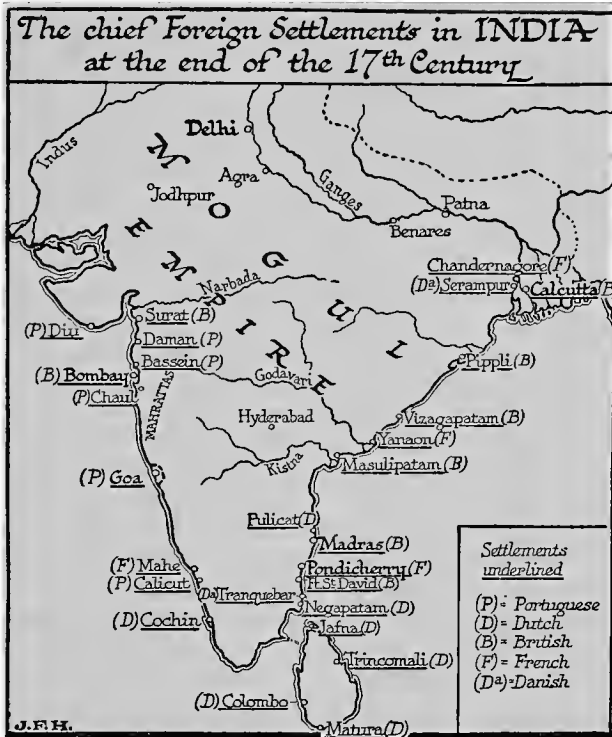 The chief Foreign Settlements in INDIA
at the end of the 17th Century
Indus
Delhi
MOGUL
EMPIRE
Agra
Jodhpur
Ganges
Patna
Benares
Chandernagore (F)
(Da) Serampur
Calcutta (B
Narbada
(P) Diu
Surat (B)
Daman (P)
Bassein (P)
(B) Bombay
(P) Chaul
MAHRATTAS
Godavari
Pippli (B)
Hyderabad
Vizagapatam (B)
Yanaon (F)
Kistna
Masulipatam (B)
(P) Goa
Pulicat (D)
Madras (B)
(F) Mahe
Pondicherry (F)
(P) Calicut
Ft. St David (B)
(Da) Tranquebar
Negapatam (D)
(D) Cochin
Jafna (D)
Trincomali (D)
(D) Colombo
Matura (D)
Settlements
underlined
(P) = Portuguese
(D) = Dutch
(B) = British
(F) = French
(Da) = Danish
J.F.H.